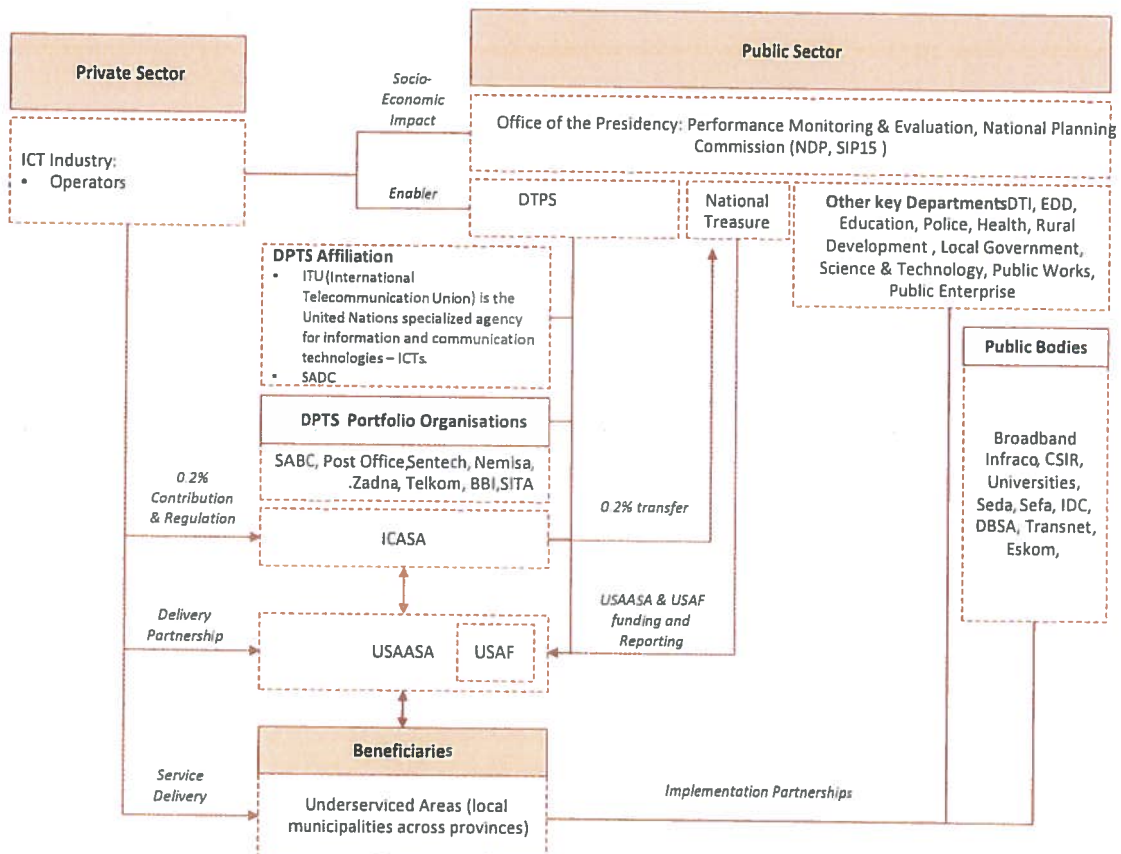 Private Sector
ICT Industry:
• Operators
Socio-
Economic
Impact
Enabler
Public Sector
Office of the Presidency: Performance Monitoring & Evaluation, National Planning
Commission (NDP, SIP15 )
DTPS
National
Treasure
Other key DepartmentsDTI, EDD,
Education, Police, Health, Rural
Development , Local Government,
Science & Technology, Public Works,
Public Enterprise
DPTS Affiliation
• ITU(International
Telecommunication Union) is the
United Nations specialized agency
for information and communication
technologies – ICTs.
• SADC
Public Bodies
Broadband
Infraco, CSIR,
Universities,
Seda, Sefa, IDC,
DBSA, Transnet,
Eskom,
DPTS Portfolio Organisations
SABC, Post Office,Sentech, Nemisa,
.Zadna, Telkom, BBI,SITA
0.2%
Contribution
& Regulation
ICASA
0.2% transfer
Delivery
Partnership
USAASA
USAF
USAASA & USAF
funding and
Reporting
Beneficiaries
Service
Delivery
Underserviced Areas (local
municipalities across provinces)
Implementation Partnerships